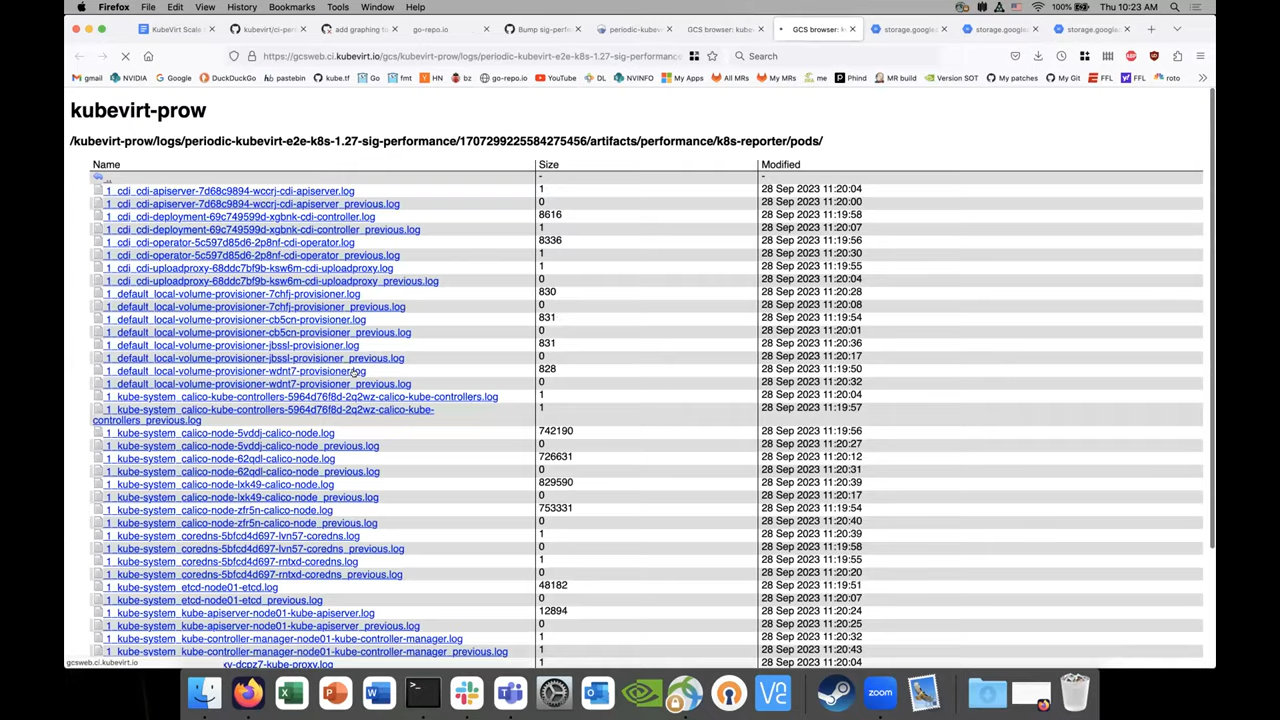 Firefox File Edit View History Bookmarks Tools Window Help 100% Thu 10:23 AM
KubeVirt Scale kubevirt/ci-per add graphing to go-repo.io Bump sig-perf periodic-kubev GCS browser: kube GCS browser: k storage.google storage.google storage.google
https://gcsweb.ci.kubevirt.io/gcs/kubevirt-prow/logs/periodic-kubevirt-e2e-k8s-1.27-sig-performance Search
gmail NVIDIA Google DuckDuckGo pastebin kube.tf Go fmt HN bz go-repo.io YouTube DL NVINFO My Apps All MRs My MRs me Phind MR build Version SOT My patches My Git FFL FFL roto
kubevirt-prow
/kubevirt-prow/logs/periodic-kubevirt-e2e-k8s-1.27-sig-performance/1707299225584275456/artifacts/performance/k8s-reporter/pods/
Name Size Modified
.. - -
1_cdi_cdi-apiserver-7d68c9894-wccrj-cdi-apiserver.log 1 28 Sep 2023 11:20:04
1_cdi_cdi-apiserver-7d68c9894-wccrj-cdi-apiserver_previous.log 0 28 Sep 2023 11:20:00
1_cdi_cdi-deployment-69c749599d-xgbnk-cdi-controller.log 8616 28 Sep 2023 11:19:58
1_cdi_cdi-deployment-69c749599d-xgbnk-cdi-controller_previous.log 1 28 Sep 2023 11:20:07
1_cdi_cdi-operator-5c597d85d6-2p8nf-cdi-operator.log 8336 28 Sep 2023 11:19:56
1_cdi_cdi-operator-5c597d85d6-2p8nf-cdi-operator_previous.log 1 28 Sep 2023 11:20:30
1_cdi_cdi-uploadproxy-68ddc7bf9b-ksw6m-cdi-uploadproxy.log 1 28 Sep 2023 11:19:55
1_cdi_cdi-uploadproxy-68ddc7bf9b-ksw6m-cdi-uploadproxy_previous.log 0 28 Sep 2023 11:20:04
1_default_local-volume-provisioner-7chfj-provisioner.log 830 28 Sep 2023 11:20:28
1_default_local-volume-provisioner-7chfj-provisioner_previous.log 0 28 Sep 2023 11:20:08
1_default_local-volume-provisioner-cb5cn-provisioner.log 831 28 Sep 2023 11:19:54
1_default_local-volume-provisioner-cb5cn-provisioner_previous.log 0 28 Sep 2023 11:20:01
1_default_local-volume-provisioner-jbssl-provisioner.log 831 28 Sep 2023 11:20:36
1_default_local-volume-provisioner-jbssl-provisioner_previous.log 0 28 Sep 2023 11:20:17
1_default_local-volume-provisioner-wdnt7-provisioner.log 828 28 Sep 2023 11:19:50
1_default_local-volume-provisioner-wdnt7-provisioner_previous.log 0 28 Sep 2023 11:20:32
1_kube-system_calico-kube-controllers-5964d76f8d-2q2wz-calico-kube-controllers.log 1 28 Sep 2023 11:20:04
1_kube-system_calico-kube-controllers-5964d76f8d-2q2wz-calico-kube- 1 28 Sep 2023 11:19:57
controllers_previous.log
1_kube-system_calico-node-5vddj-calico-node.log 742190 28 Sep 2023 11:19:56
1_kube-system_calico-node-5vddj-calico-node_previous.log 0 28 Sep 2023 11:20:27
1_kube-system_calico-node-62qdl-calico-node.log 726631 28 Sep 2023 11:20:12
1_kube-system_calico-node-62qdl-calico-node_previous.log 0 28 Sep 2023 11:20:31
1_kube-system_calico-node-lxk49-calico-node.log 829590 28 Sep 2023 11:20:39
1_kube-system_calico-node-lxk49-calico-node_previous.log 0 28 Sep 2023 11:20:17
1_kube-system_calico-node-zfr5n-calico-node.log 753331 28 Sep 2023 11:19:54
1_kube-system_calico-node-zfr5n-calico-node_previous.log 0 28 Sep 2023 11:20:40
1_kube-system_coredns-5bfcd4d697-lvn57-coredns.log 1 28 Sep 2023 11:20:39
1_kube-system_coredns-5bfcd4d697-lvn57-coredns_previous.log 0 28 Sep 2023 11:20:49
1_kube-system_coredns-5bfcd4d697-rntxd-coredns.log 1 28 Sep 2023 11:19:55
1_kube-system_coredns-5bfcd4d697-rntxd-coredns_previous.log 0 28 Sep 2023 11:20:20
1_kube-system_etcd-node01-etcd.log 48182 28 Sep 2023 11:19:51
1_kube-system_etcd-node01-etcd_previous.log 0 28 Sep 2023 11:20:07
1_kube-system_kube-apiserver-node01-kube-apiserver.log 12894 28 Sep 2023 11:20:24
1_kube-system_kube-apiserver-node01-kube-apiserver_previous.log 0 28 Sep 2023 11:20:25
1_kube-system_kube-controller-manager-node01-kube-controller-manager.log 1 28 Sep 2023 11:20:32
1_kube-system_kube-controller-manager-node01-kube-controller-manager_previous.log 1 28 Sep 2023 11:20:43
gcsweb.ci.kubevirt.io xy-dcpz7-kube-proxy.log 1 28 Sep 2023 11:20:04
zoom